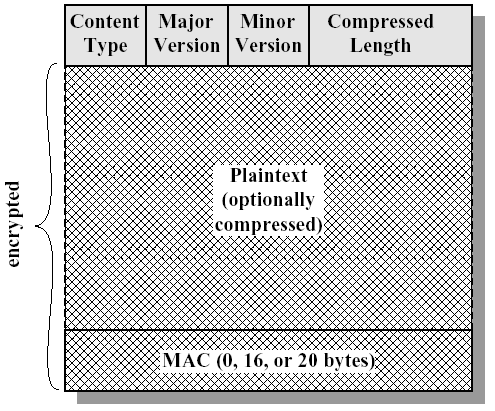 Content Type
Major Version
Minor Version
Compressed Length
encrypted
Plaintext
(optionally
compressed)
MAC (0, 16, or 20 bytes)